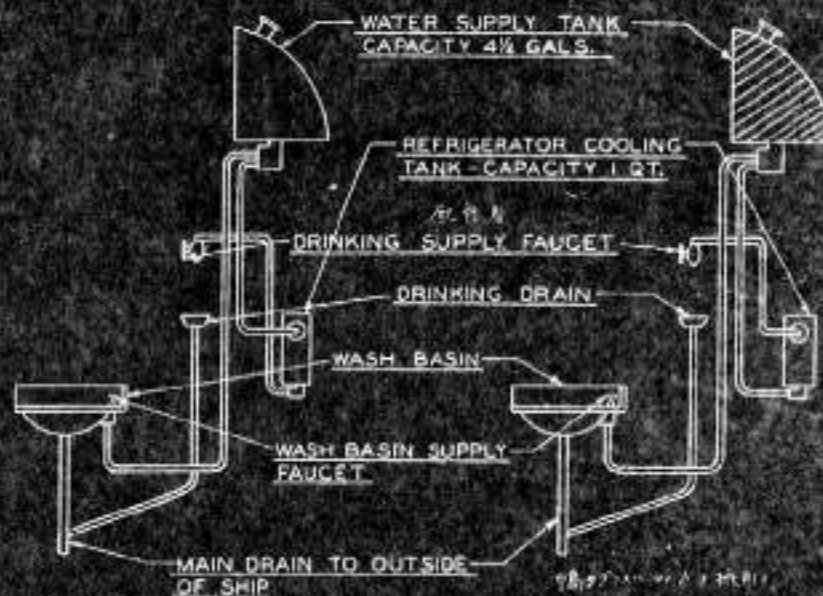 WATER SUPPLY TANK
CAPACITY 4½ GALS.
REFRIGERATOR COOLING
TANK-CAPACITY 1 QT.
DRINKING SUPPLY FAUCET
DRINKING DRAIN
WASH BASIN
WASH BASIN SUPPLY
FAUCET
MAIN DRAIN TO OUTSIDE
OF SHIP